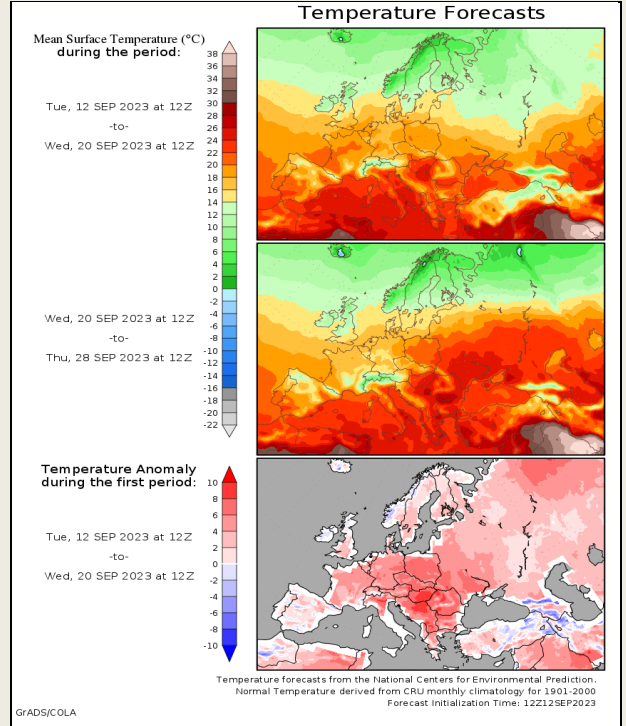 Temperature Forecasts
Mean Surface Temperature (°C)
during the period:
Tue, 12 SEP 2023 at 12Z
-to-
Wed, 20 SEP 2023 at 12Z
38
36
34
32
30
28
26
24
22
20
18
16
14
12
10
8
6
4
2
0
-2
-4
-6
-8
-10
-12
-14
-16
-18
-20
-22
Wed, 20 SEP 2023 at 12Z
-to-
Thu, 28 SEP 2023 at 12Z
Temperature Anomaly
during the first period:
Tue, 12 SEP 2023 at 12Z
-to-
Wed, 20 SEP 2023 at 12Z
10
8
6
4
2
0
-2
-4
-6
-8
-10
Temperature forecasts from the National Centers for Environmental Prediction.
Normal Temperature derived from CRU monthly climatology for 1901-2000
Forecast Initialization Time: 12Z12SEP2023
GrADS/COLA